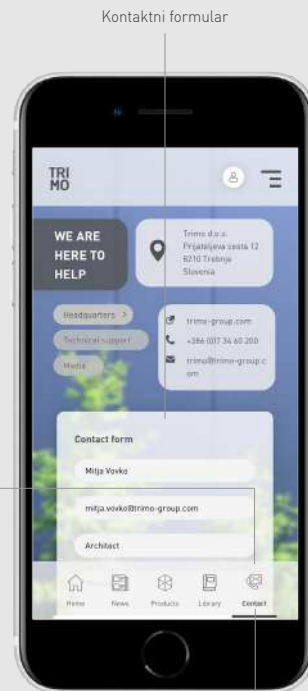 Kontaktni formular
TRI
MO
WE ARE
HERE TO
HELP
Trimo d.o.o.
Prijateljeva cesta 12
8210 Trebnje
Slovenia
Headquarters >
Technical support
Media
trimo-group.com
+386 (0)7 34 60 200
trimo@trimo-group.c
om
Contact form
Mitja Vovko
mitja.vovko@trimo-group.com
Architect
Home
News
Products
Library
Contact